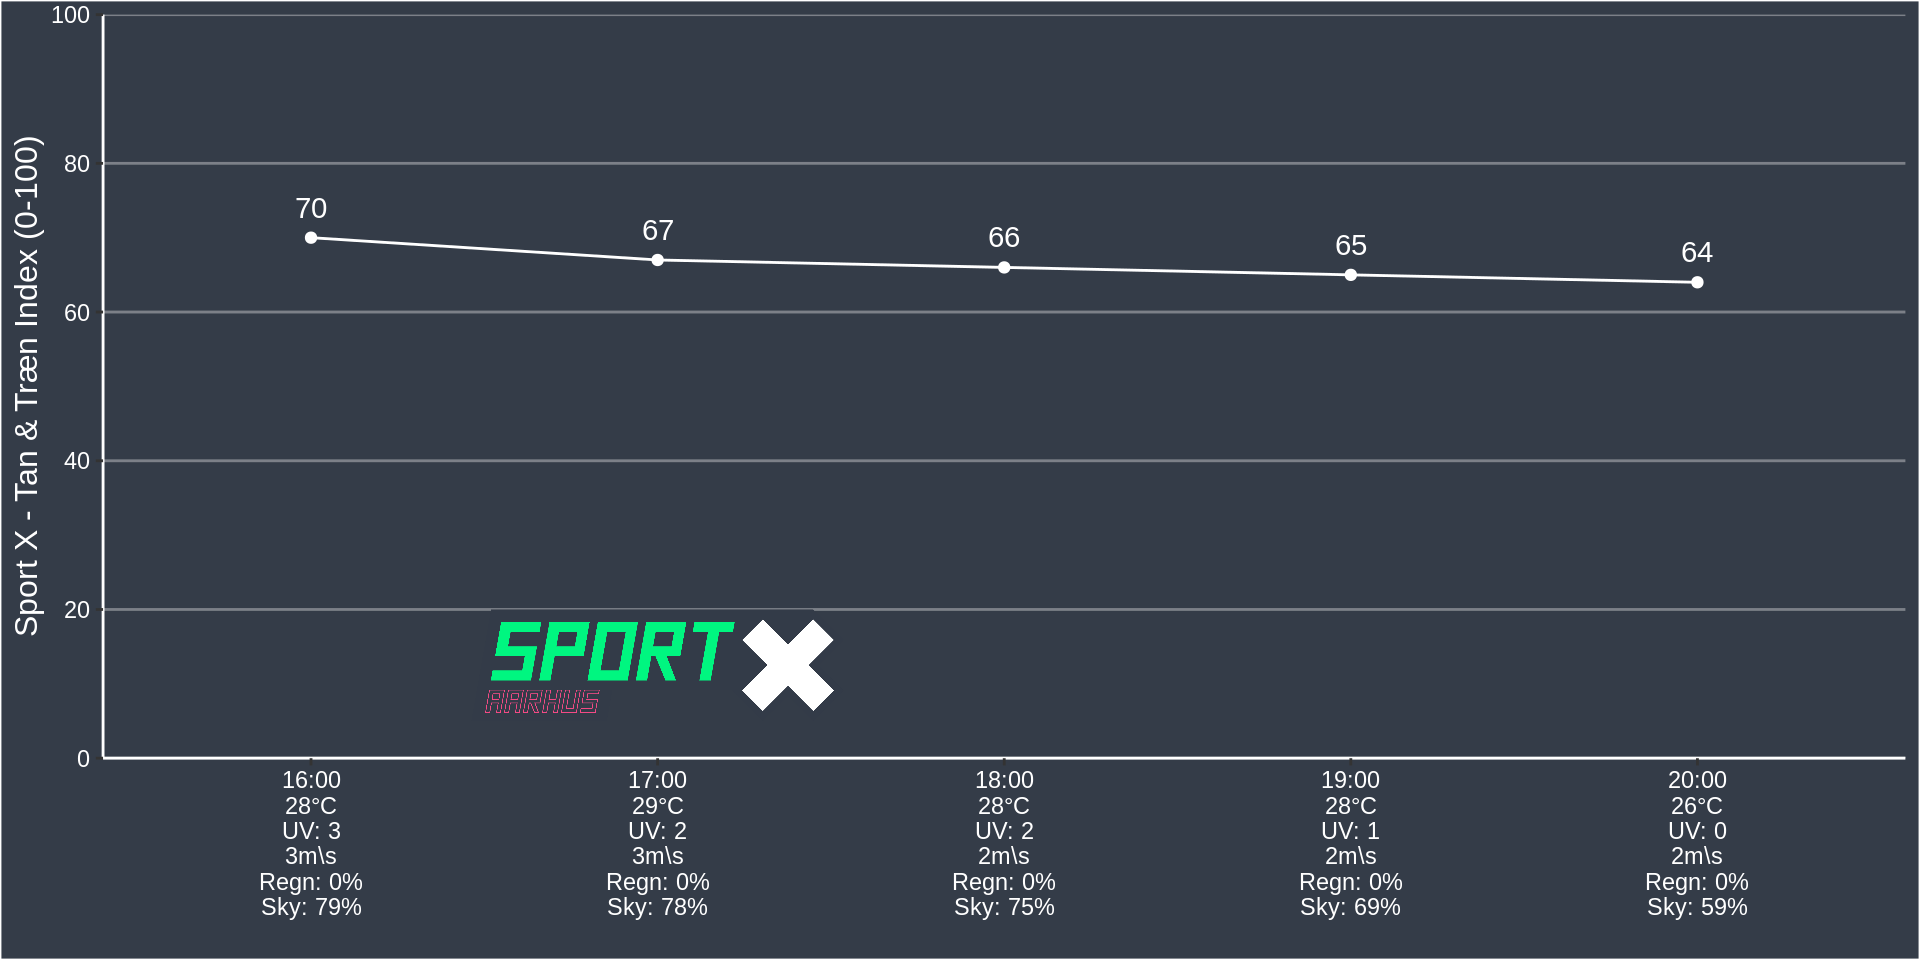 Sport X - Tan & Træn Index (0-100)
100
80
60
40
20
0
70
67
66
65
64
SPORT X
AARHUS
16:00
28°C
UV: 3
3m\s
Regn: 0%
Sky: 79%
17:00
29°C
UV: 2
3m\s
Regn: 0%
Sky: 78%
18:00
28°C
UV: 2
2m\s
Regn: 0%
Sky: 75%
19:00
28°C
UV: 1
2m\s
Regn: 0%
Sky: 69%
20:00
26°C
UV: 0
2m\s
Regn: 0%
Sky: 59%